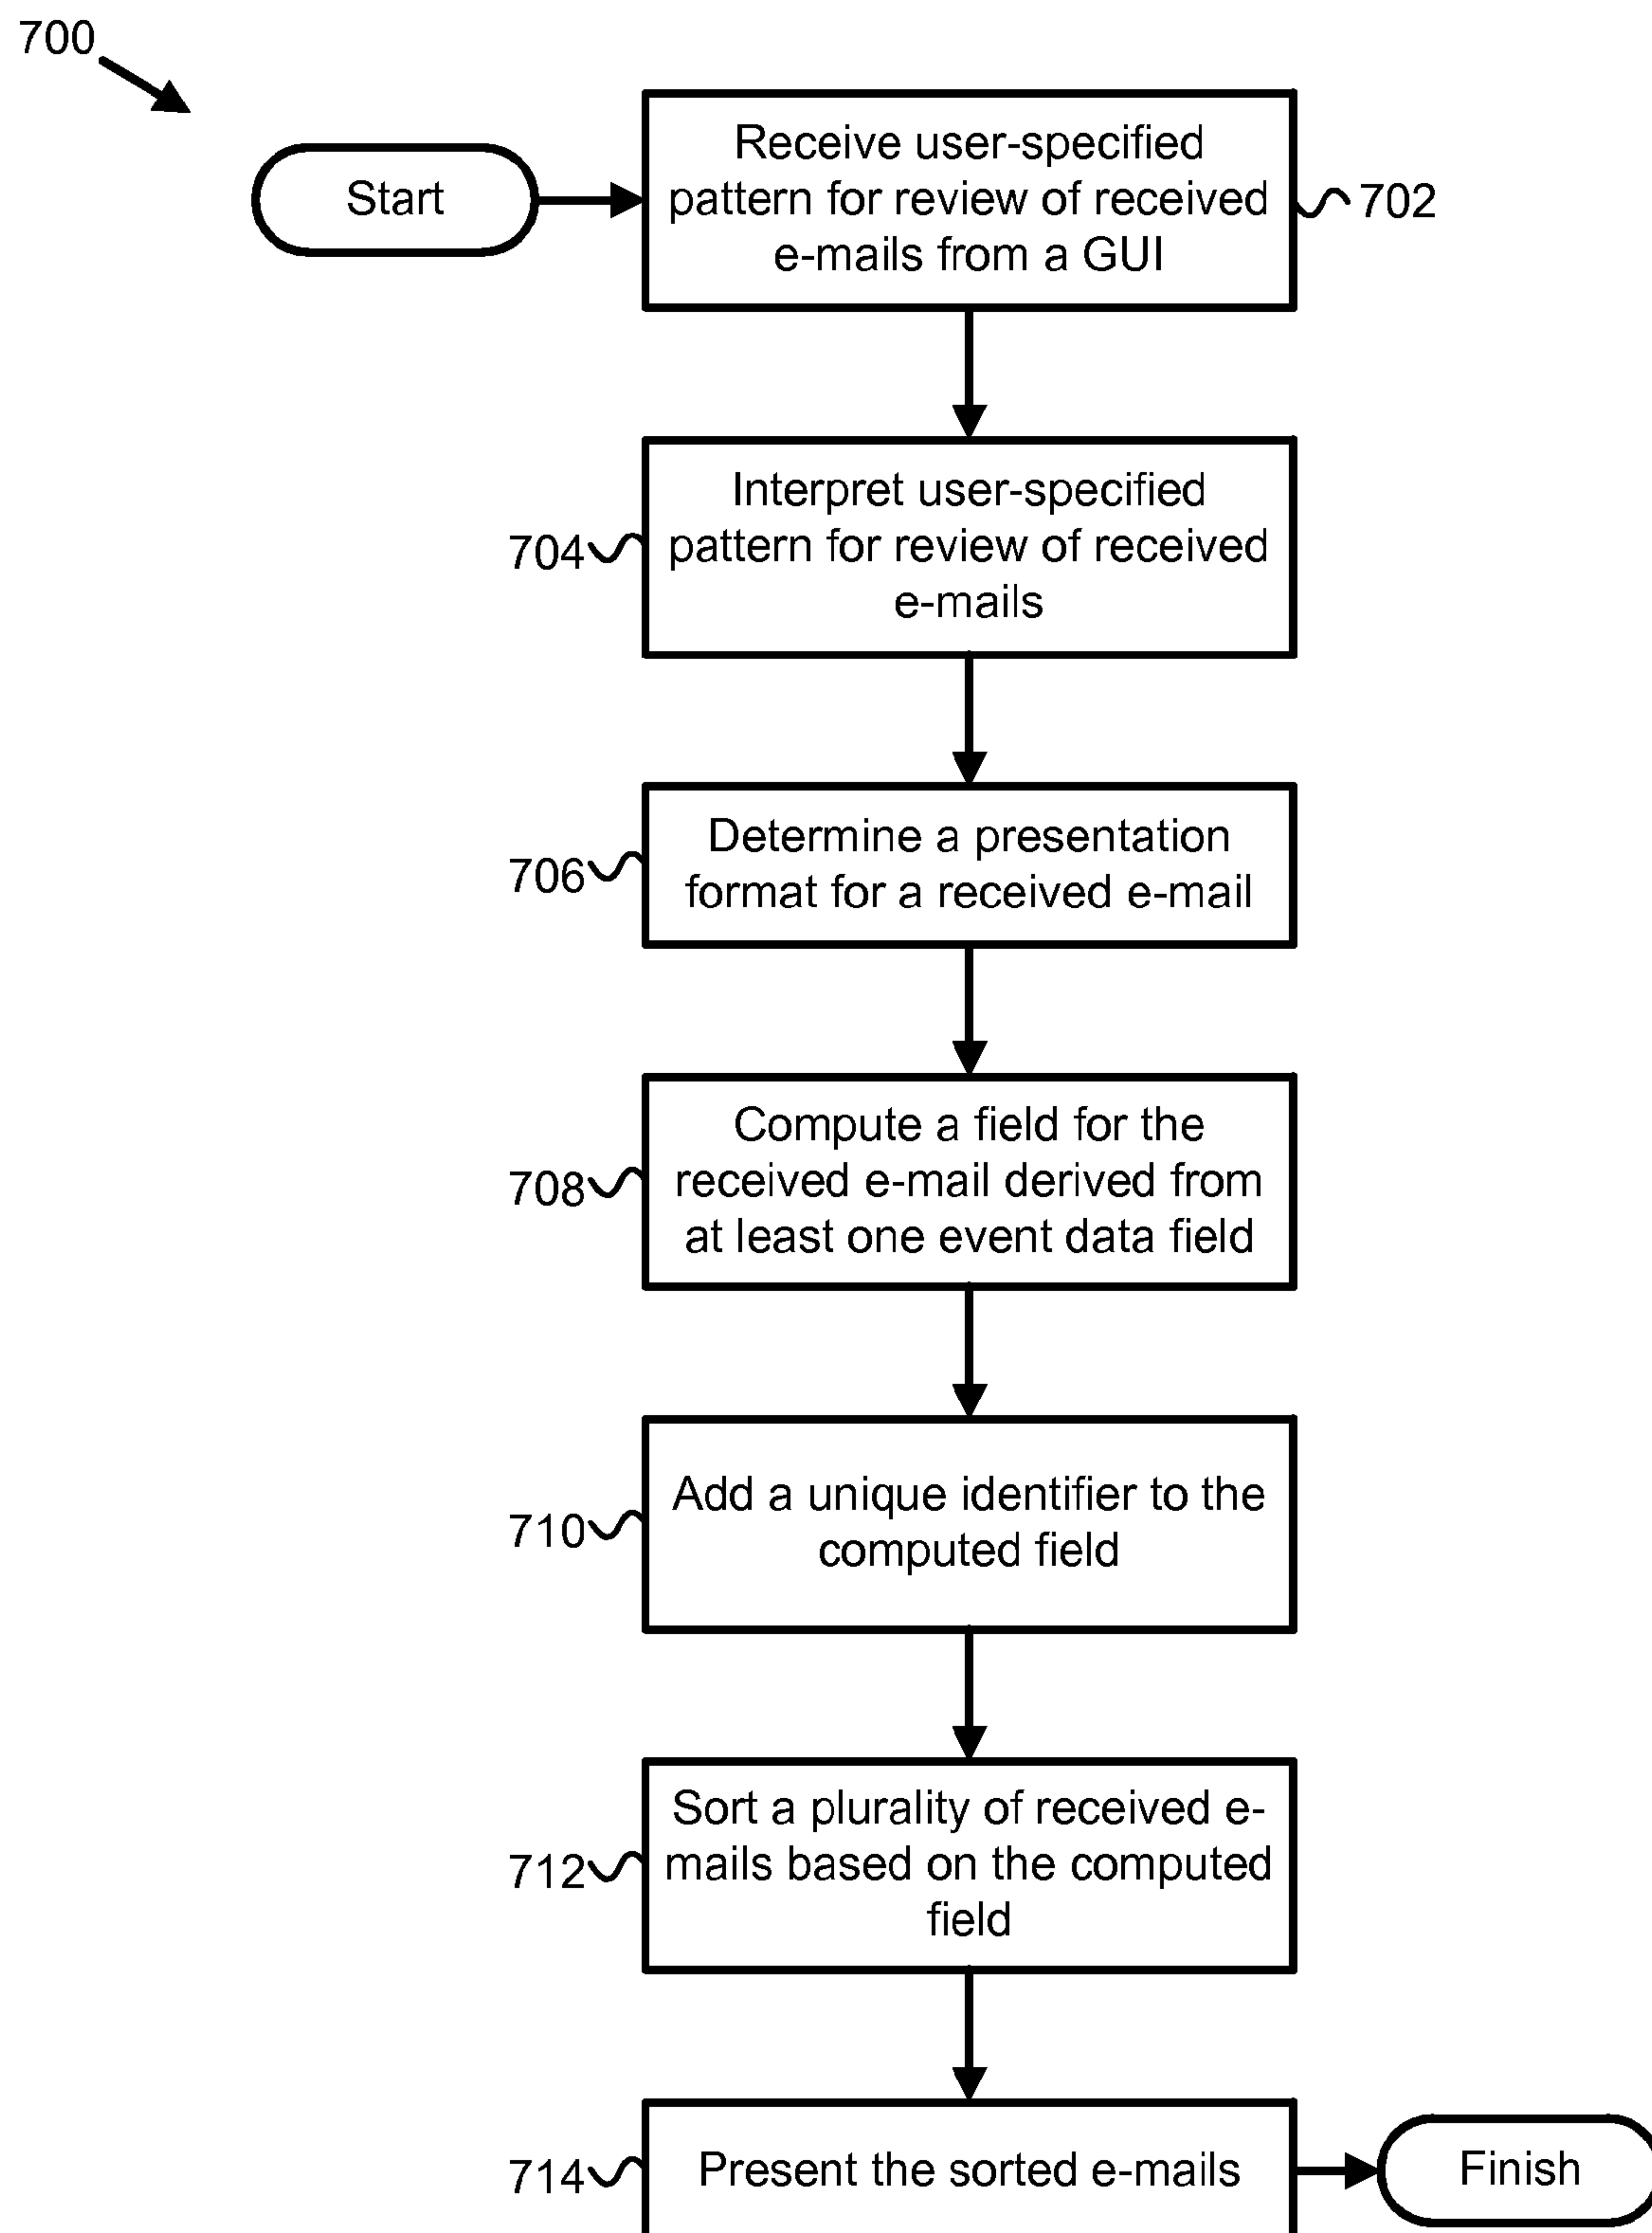 700
Start
Receive user-specified
pattern for review of received
e-mails from a GUI
702
Interpret user-specified
pattern for review of received
e-mails
704
Determine a presentation
format for a received e-mail
706
Compute a field for the
received e-mail derived from
at least one event data field
708
Add a unique identifier to the
computed field
710
Sort a plurality of received e-
mails based on the computed
field
712
Present the sorted e-mails
714
Finish